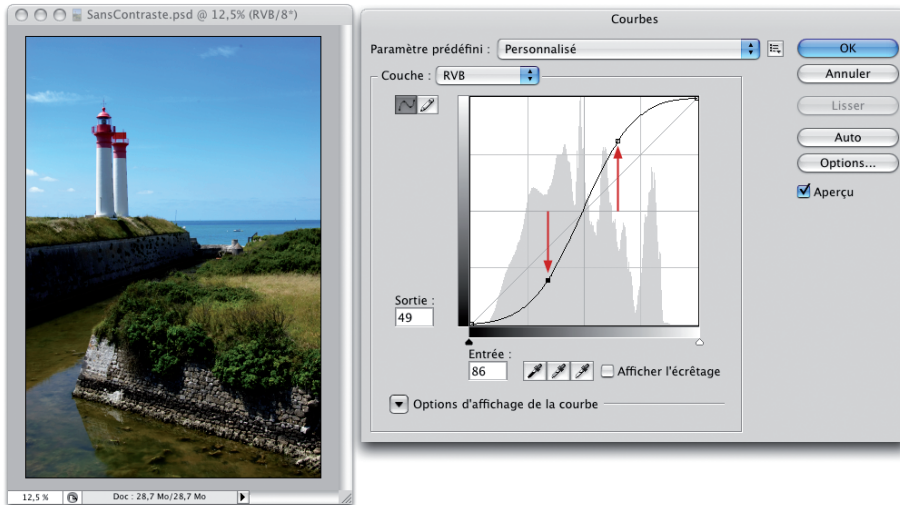 SansContraste.psd @ 12,5% (RVB/8*)
12,5 %
Doc : 28,7 Mo/28,7 Mo
Courbes
Paramètre prédéfini : Personnalisé
Couche : RVB
Sortie :
49
Entrée :
86
Afficher l'écrêtage
Options d'affichage de la courbe
OK
Annuler
Lisser
Auto
Options...
Aperçu